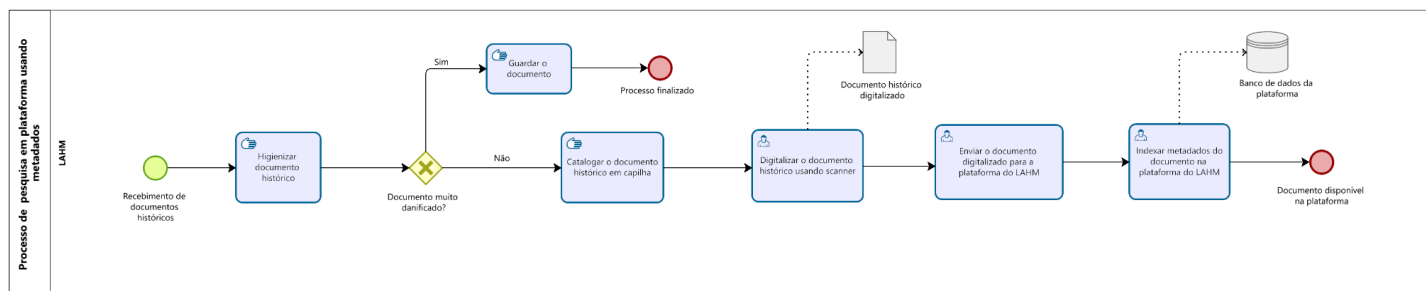 Processo de pesquisa em plataforma usando
metadados
LAHM
Recebimento de
documentos
históricos
Higienizar
documento
histórico
Documento muito
danificado?
Sim
Guardar o
documento
Processo finalizado
Não
Catalogar o documento
histórico em capilha
Digitalizar o documento
histórico usando scanner
Documento histórico
digitalizado
Enviar o documento
digitalizado para a
plataforma do LAHM
Indexar metadados do
documento na
plataforma do LAHM
Banco de dados da
plataforma
Documento disponível
na plataforma